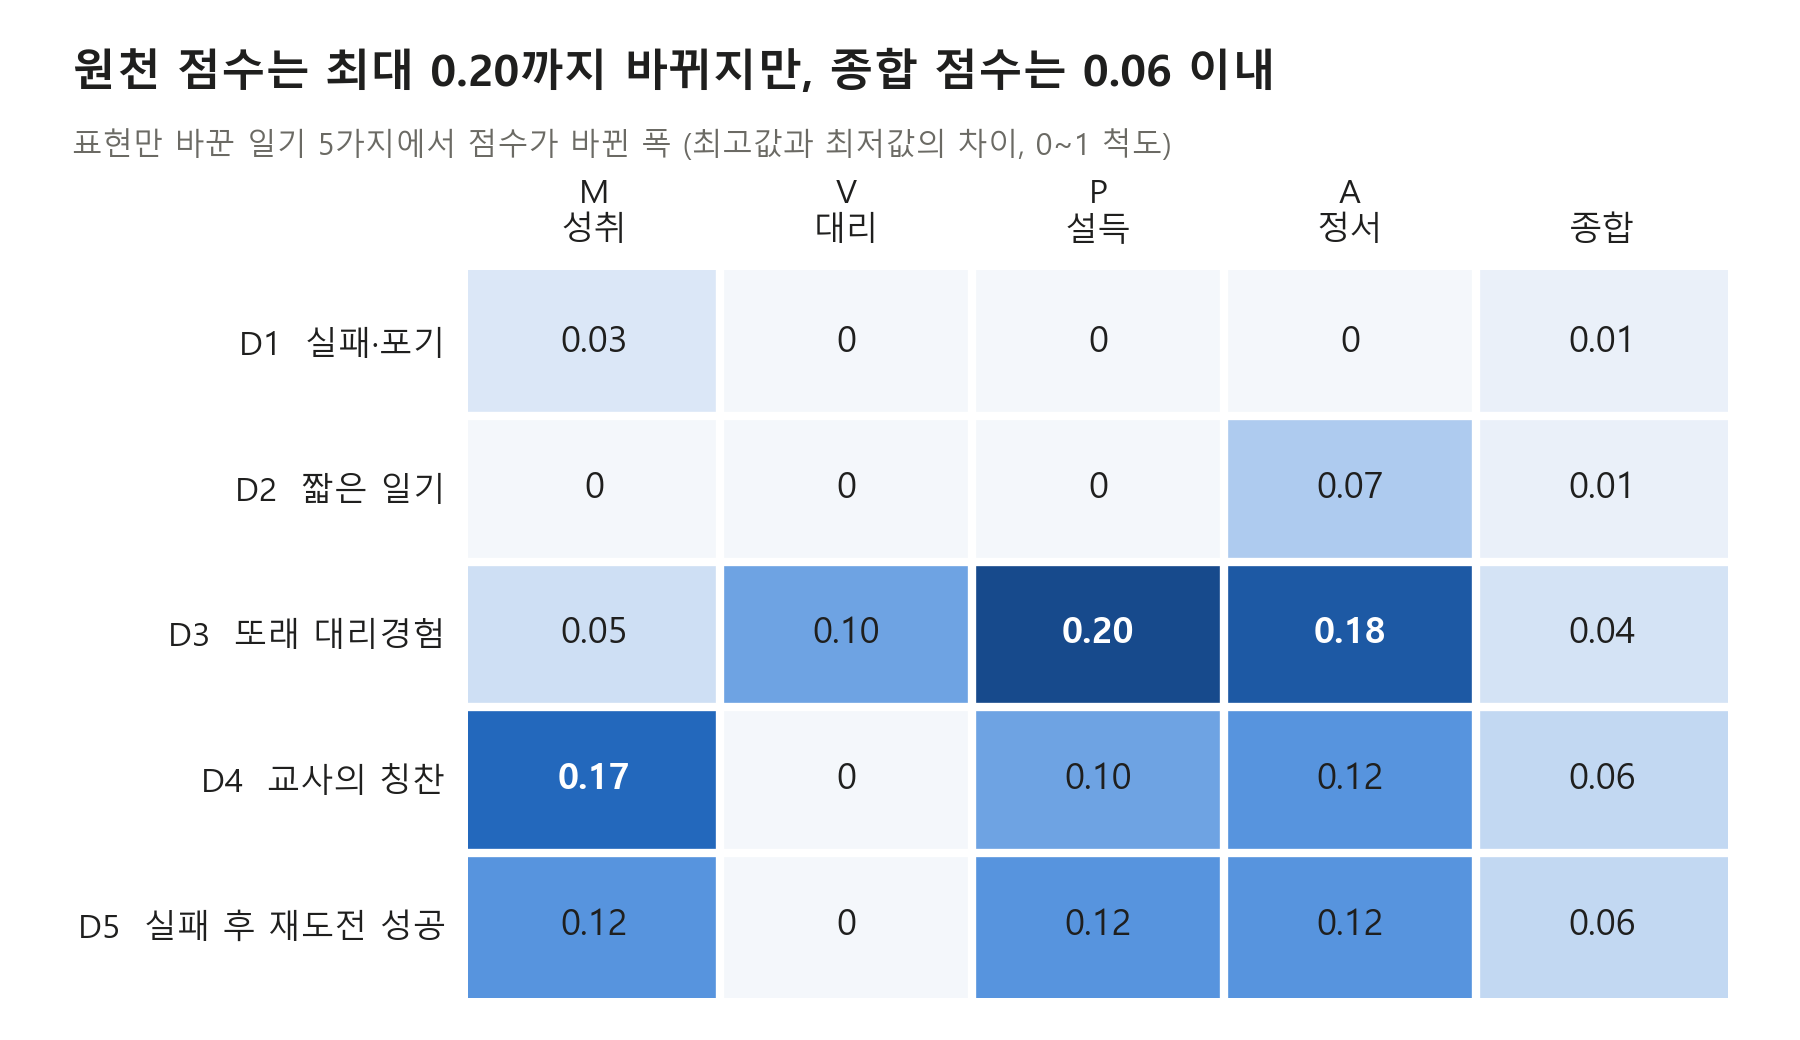 원천 점수는 최대 0.20까지 바뀌지만, 종합 점수는 0.06 이내
표현만 바꾼 일기 5가지에서 점수가 바뀐 폭 (최고값과 최저값의 차이, 0~1 척도)
M V P A
성취 대리 설득 정서 종합
D1 실패·포기 0.03 0 0 0 0.01
D2 짧은 일기 0 0 0 0.07 0.01
D3 또래 대리경험 0.05 0.10 0.20 0.18 0.04
D4 교사의 칭찬 0.17 0 0.10 0.12 0.06
D5 실패 후 재도전 성공 0.12 0 0.12 0.12 0.06